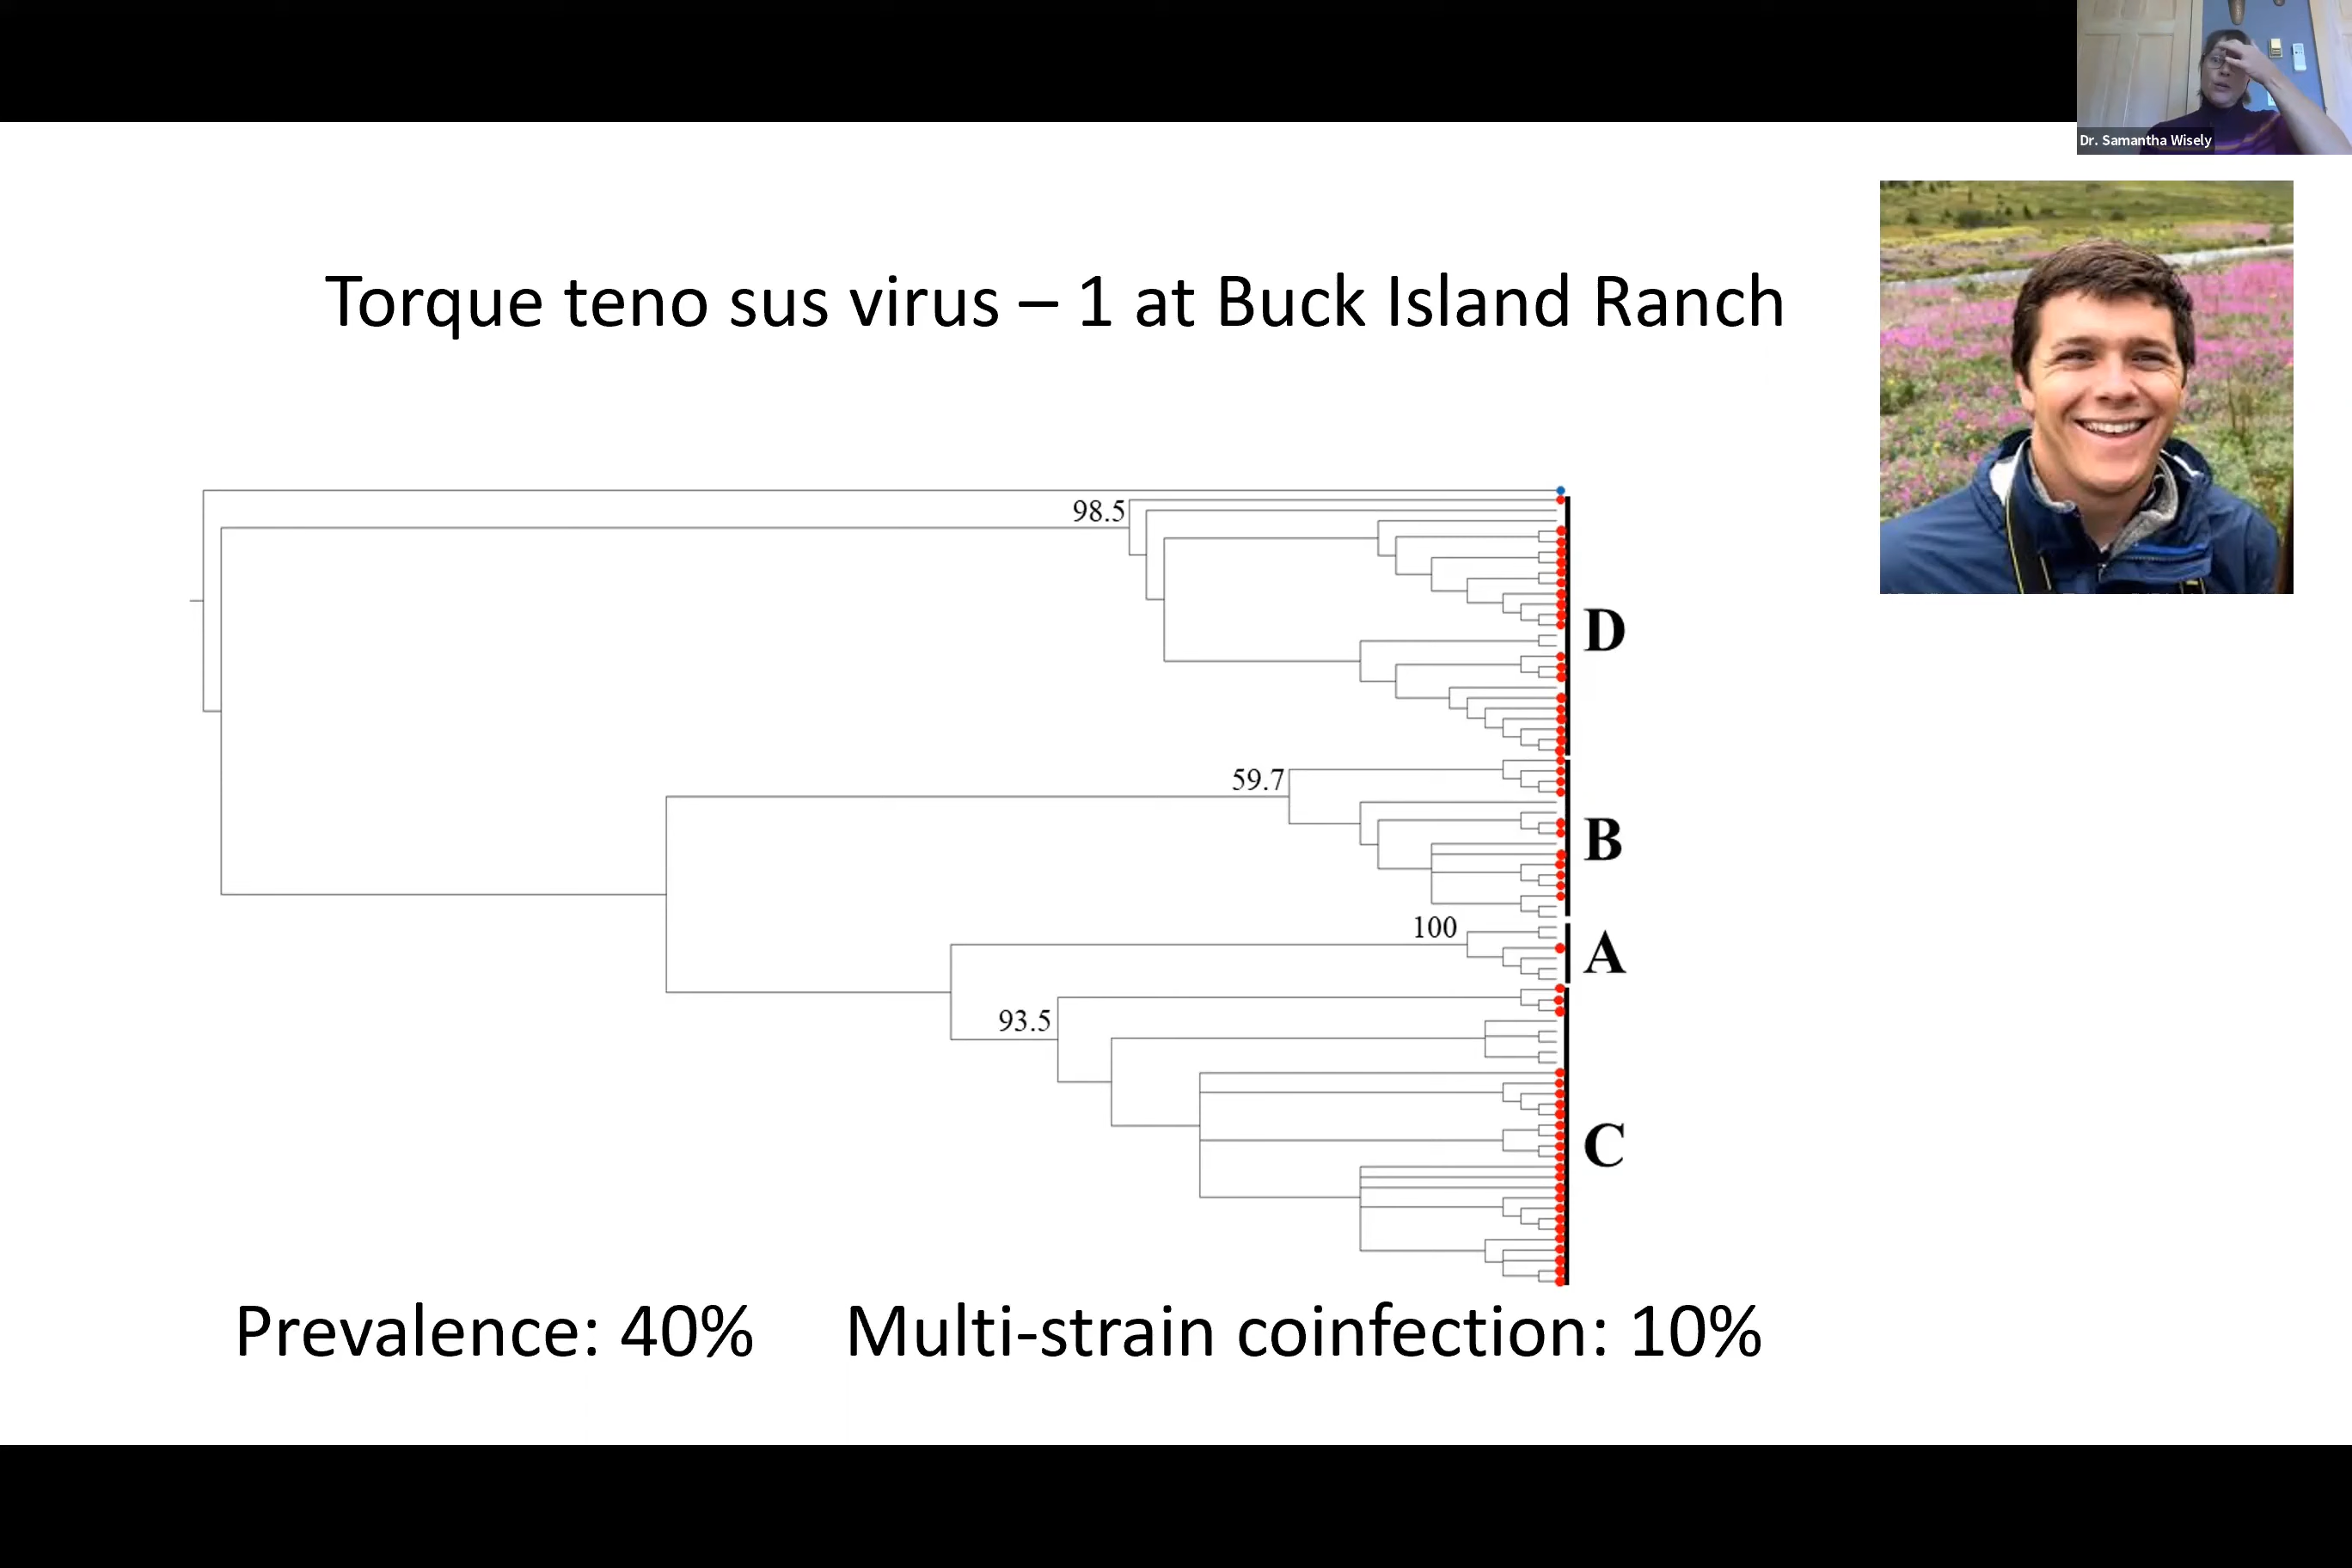 Dr. Samantha Wisely
Torque teno sus virus – 1 at Buck Island Ranch
98.5
D
59.7
B
100
A
93.5
C
Prevalence: 40% Multi-strain coinfection: 10%